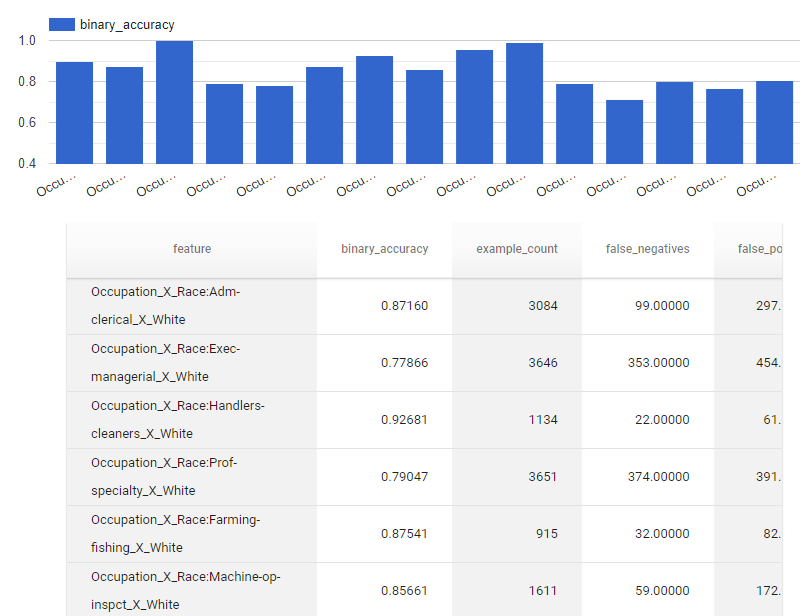 binary_accuracy
1.0
0.8
0.6
0.4
Occu… Occu… Occu… Occu… Occu… Occu… Occu… Occu… Occu… Occu… Occu… Occu… Occu… Occu… Occu…
feature binary_accuracy example_count false_negatives false_po
Occupation_X_Race:Adm-
clerical_X_White 0.87160 3084 99.00000 297.
Occupation_X_Race:Exec-
managerial_X_White 0.77866 3646 353.00000 454.
Occupation_X_Race:Handlers-
cleaners_X_White 0.92681 1134 22.00000 61.
Occupation_X_Race:Prof-
specialty_X_White 0.79047 3651 374.00000 391.
Occupation_X_Race:Farming-
fishing_X_White 0.87541 915 32.00000 82.
Occupation_X_Race:Machine-op-
inspct_X_White 0.85661 1611 59.00000 172.